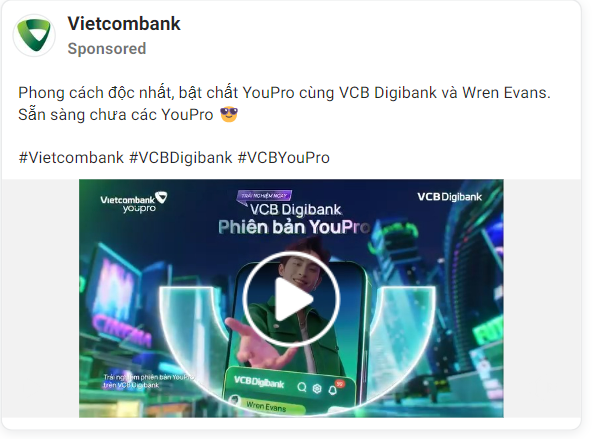 Vietcombank
Sponsored
Phong cách độc nhất, bật chất YouPro cùng VCB Digibank và Wren Evans.
Sẵn sàng chưa các YouPro 😎
#Vietcombank #VCBDigibank #VCBYouPro
Vietcombank
youpro
TRẢI NGHIỆM NGAY
VCB Digibank
Phiên bản YouPro
VCB Digibank
CINEMA
Trải nghiệm phiên bản YouPro
trên VCB Digibank
VCB Digibank
Wren Evans